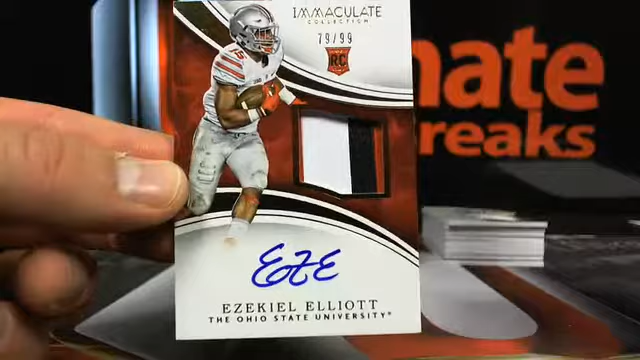 IMMACULATE
COLLECTION
79/99
RC
EZE
EZEKIEL ELLIOTT
THE OHIO STATE UNIVERSITY®
nate
reaks